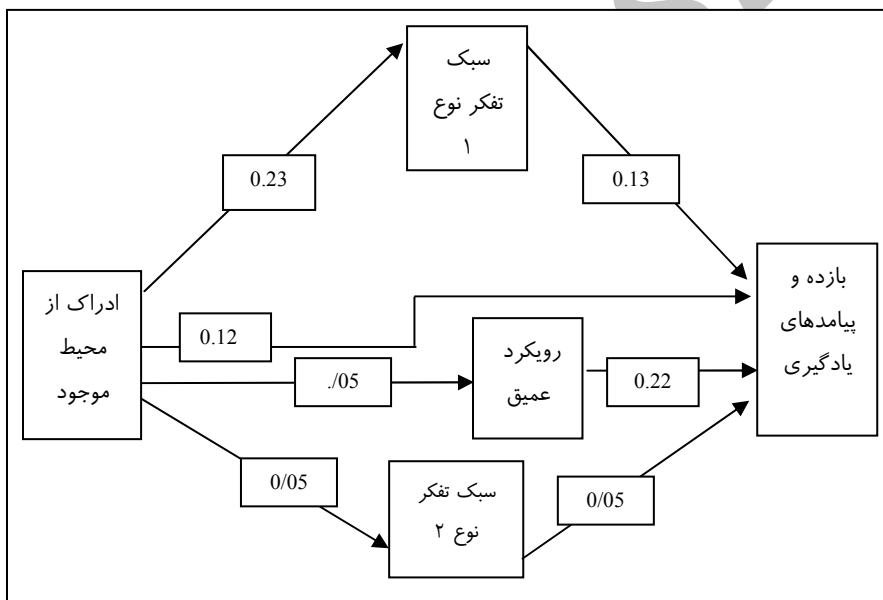 سبک
تفکر نوع
۱
0.23
0.13
بازده و
پیامدهای
یادگیری
ادراک از
محیط
موجود
0.12
رویکرد
عمیق
./05
0.22
سبک تفکر
نوع ۲
0/05
0/05